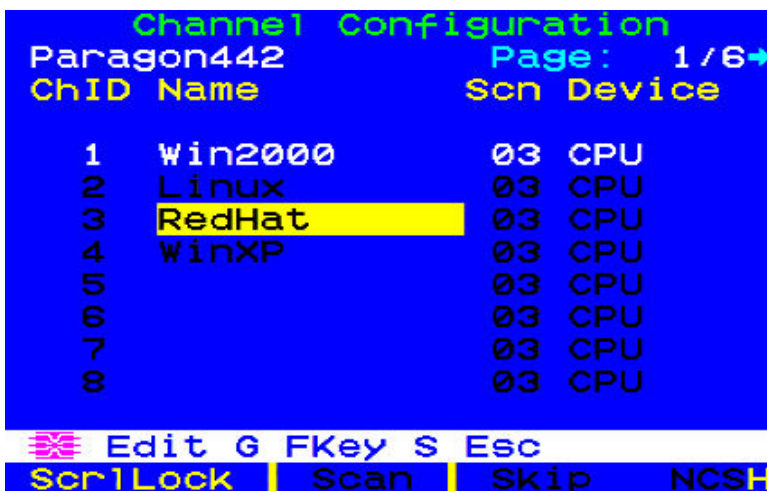 Channel Configuration
Paragon442 Page: 1/6→
ChID Name Scn Device
1 Win2000 03 CPU
2 Linux 03 CPU
3 RedHat 03 CPU
4 WinXP 03 CPU
5 03 CPU
6 03 CPU
7 03 CPU
8 03 CPU
Edit G FKey S Esc
ScrlLock Scan Skip NCSH